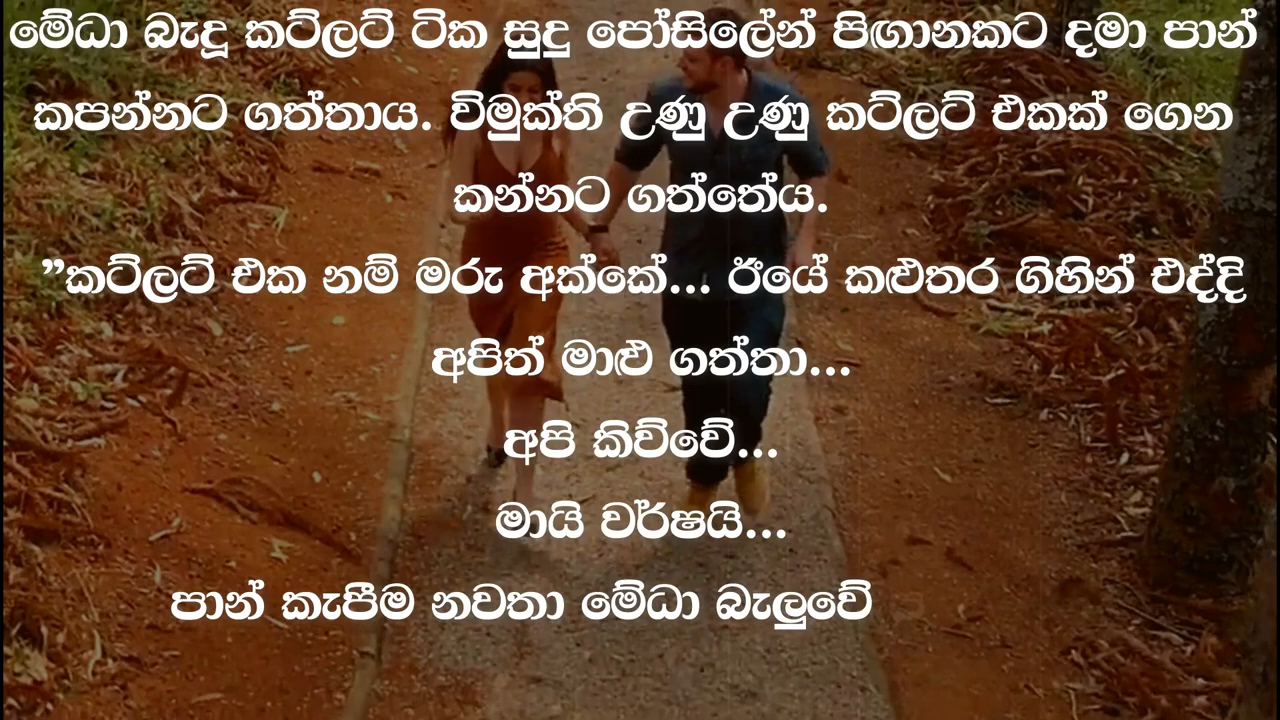 මේධා බැදූ කට්ලට් ටික සුදු පෝසිලේන් පිඟානකට දමා පාන්
කපන්නට ගත්තාය. විමුක්ති උණු උණු කට්ලට් එකක් ගෙන
කන්නට ගත්තේය.
”කට්ලට් එක නම් මරු අක්කේ... ඊයේ කළුතර ගිහින් එද්දි
අපිත් මාළු ගත්තා...
අපි කිව්වේ...
මායි වර්ෂයි...
පාන් කැපීම නවතා මේධා බැලුවේ